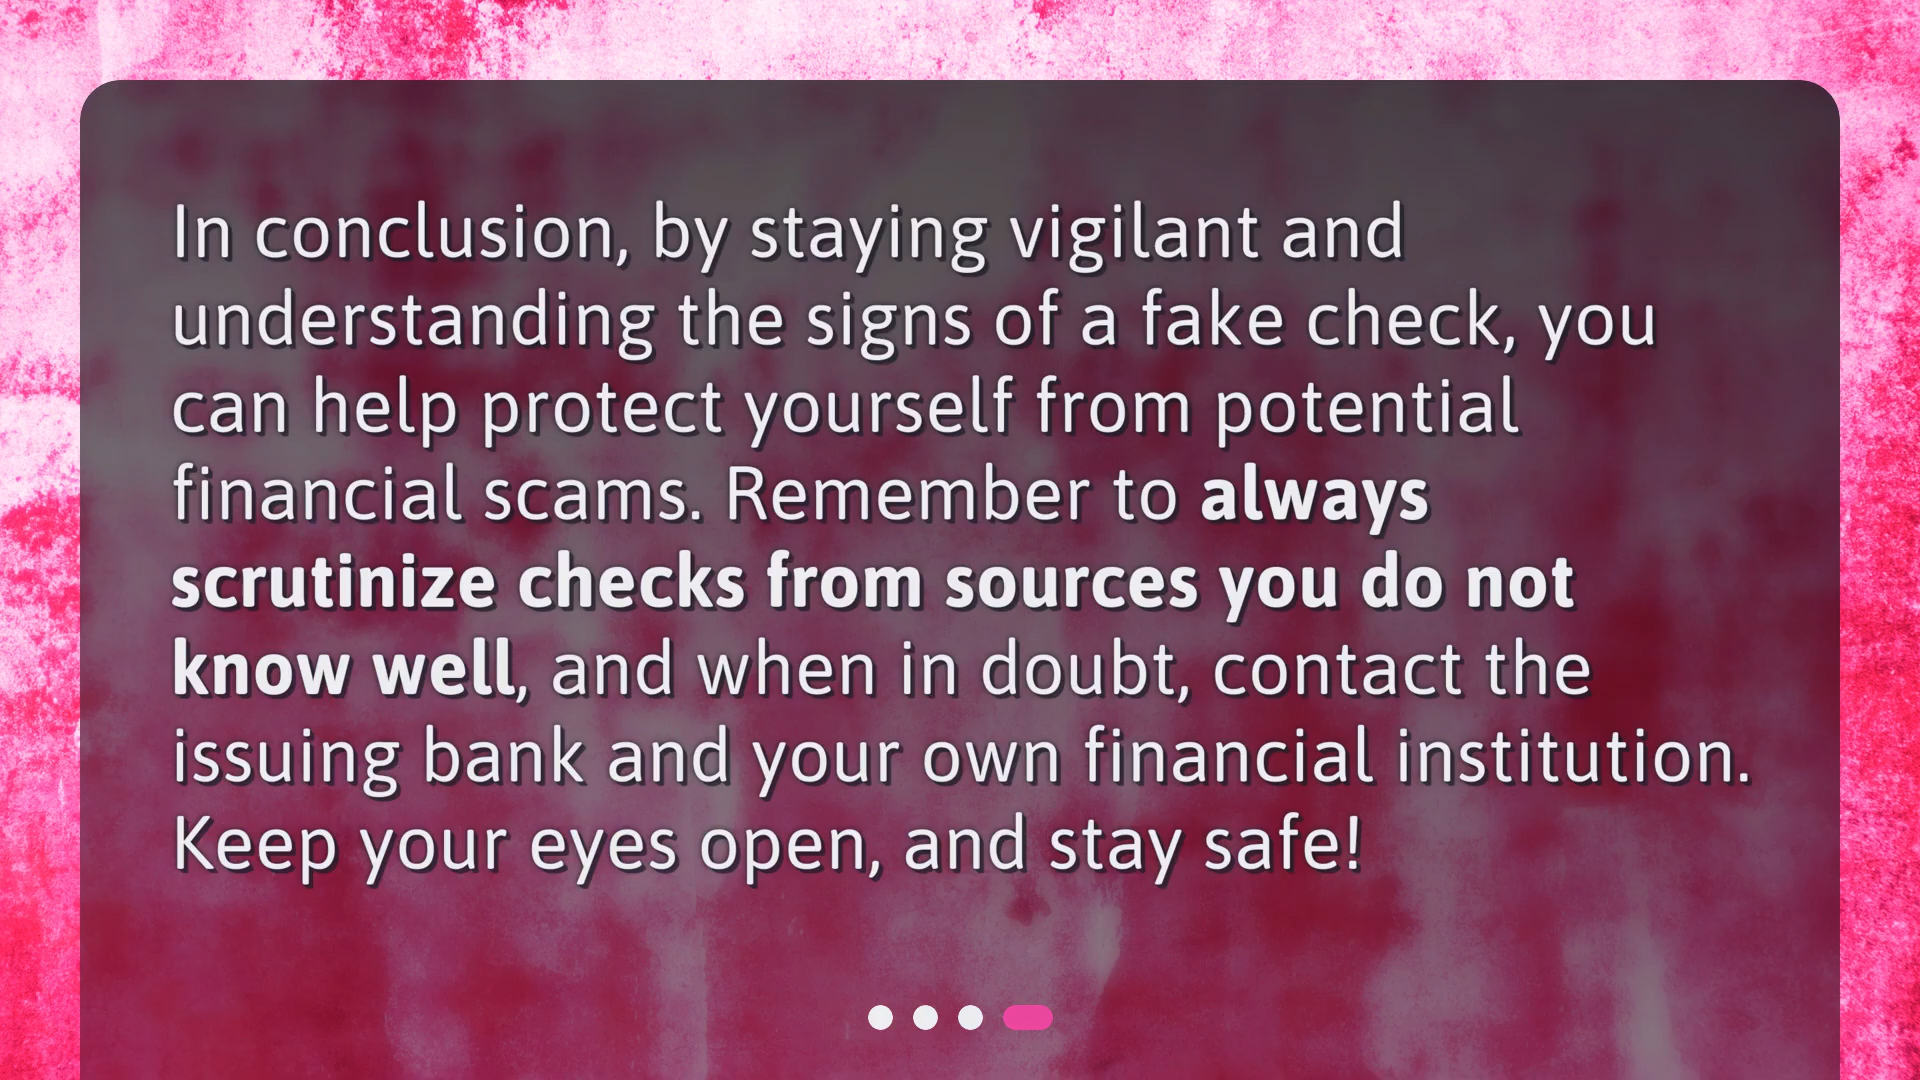 In conclusion, by staying vigilant and
understanding the signs of a fake check, you
can help protect yourself from potential
financial scams. Remember to always
scrutinize checks from sources you do not
know well, and when in doubt, contact the
issuing bank and your own financial institution.
Keep your eyes open, and stay safe!